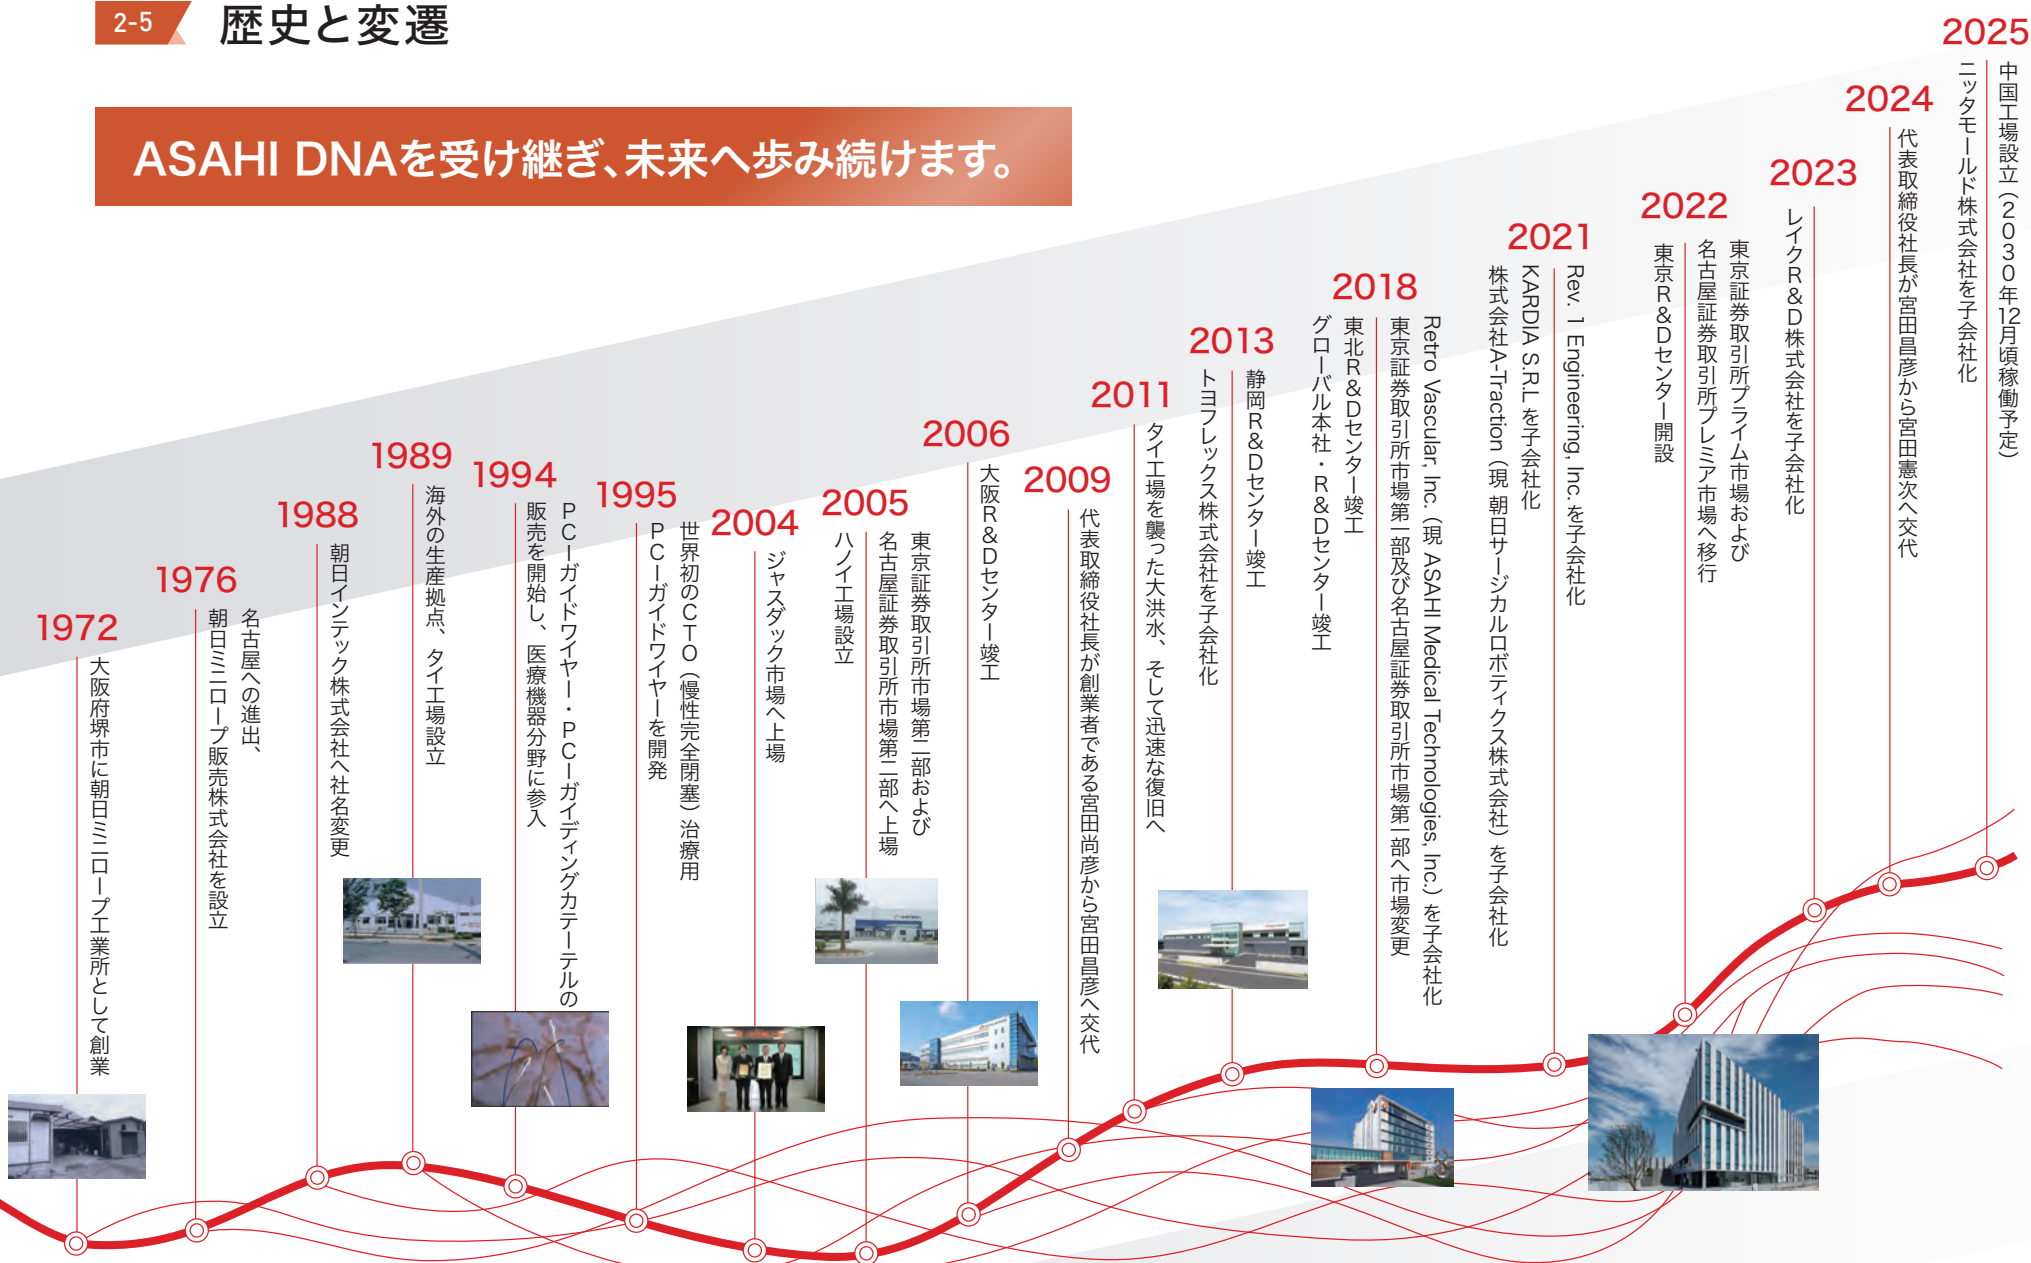 2-5
歴史と変遷
ASAHI DNAを受け継ぎ、未来へ歩み続けます。
1972
大阪府堺市に朝日ミニロープ工業所として創業
1976
名古屋への進出、
朝日ミニロープ販売株式会社を設立
1988
朝日インテック株式会社へ社名変更
1989
海外の生産拠点、タイ工場設立
1994
PCIガイドワイヤー・PCIガイディングカテーテルの
販売を開始し、医療機器分野に参入
1995
世界初のCTO（慢性完全閉塞）治療用
PCIガイドワイヤーを開発
2004
ジャスダック市場へ上場
2005
東京証券取引所市場第二部および
名古屋証券取引所市場第二部へ上場
ハノイ工場設立
2006
大阪R&Dセンター竣工
2009
代表取締役社長が創業者である宮田尚彦から宮田昌彦へ交代
2011
タイ工場を襲った大洪水、そして迅速な復旧へ
2013
静岡R&Dセンター竣工
トヨフレックス株式会社を子会社化
2018
Retro Vascular, Inc.（現 ASAHI Medical Technologies, Inc.）を子会社化
東京証券取引所市場第一部及び名古屋証券取引所市場第一部へ市場変更
東北R&Dセンター竣工
グローバル本社・R&Dセンター竣工
2021
Rev. 1 Engineering, Inc. を子会社化
KARDIA S.R.L を子会社化
株式会社A-Traction（現 朝日サージカルロボティクス株式会社）を子会社化
2022
東京証券取引所プライム市場および
名古屋証券取引所プレミア市場へ移行
東京R&Dセンター開設
2023
レイクR&D株式会社を子会社化
2024
代表取締役社長が宮田昌彦から宮田憲次へ交代
2025
中国工場設立（2030年12月頃稼働予定）
ニッタモールド株式会社を子会社化